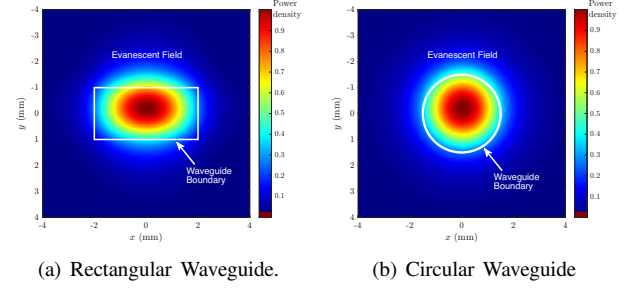 Power
density
-4
-3
-2
-1
0
1
2
3
4
y (mm)
-4
-2
0
2
4
x (mm)
Evanescent Field
Waveguide
Boundary
0.9
0.8
0.7
0.6
0.5
0.4
0.3
0.2
0.1
(a) Rectangular Waveguide.
Power
density
-4
-3
-2
-1
0
1
2
3
4
y (mm)
-4
-2
0
2
4
x (mm)
Evanescent Field
Waveguide
Boundary
0.9
0.8
0.7
0.6
0.5
0.4
0.3
0.2
0.1
(b) Circular Waveguide